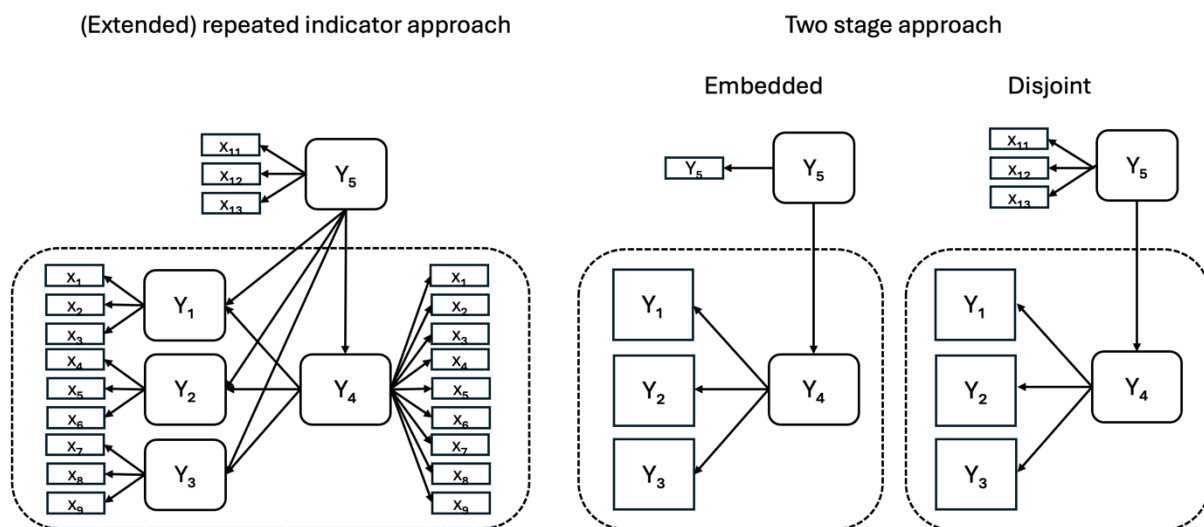 (Extended) repeated indicator approach
Two stage approach
Embedded
Disjoint
x₁₁
x₁₂
x₁₃
Y₅
x₁
x₂
x₃
x₄
x₅
x₆
x₇
x₈
x₉
Y₁
Y₂
Y₃
Y₄
x₁
x₂
x₃
x₄
x₅
x₆
x₇
x₈
x₉
Y₅
Y₅
Y₁
Y₂
Y₃
Y₄
x₁₁
x₁₂
x₁₃
Y₅
Y₁
Y₂
Y₃
Y₄